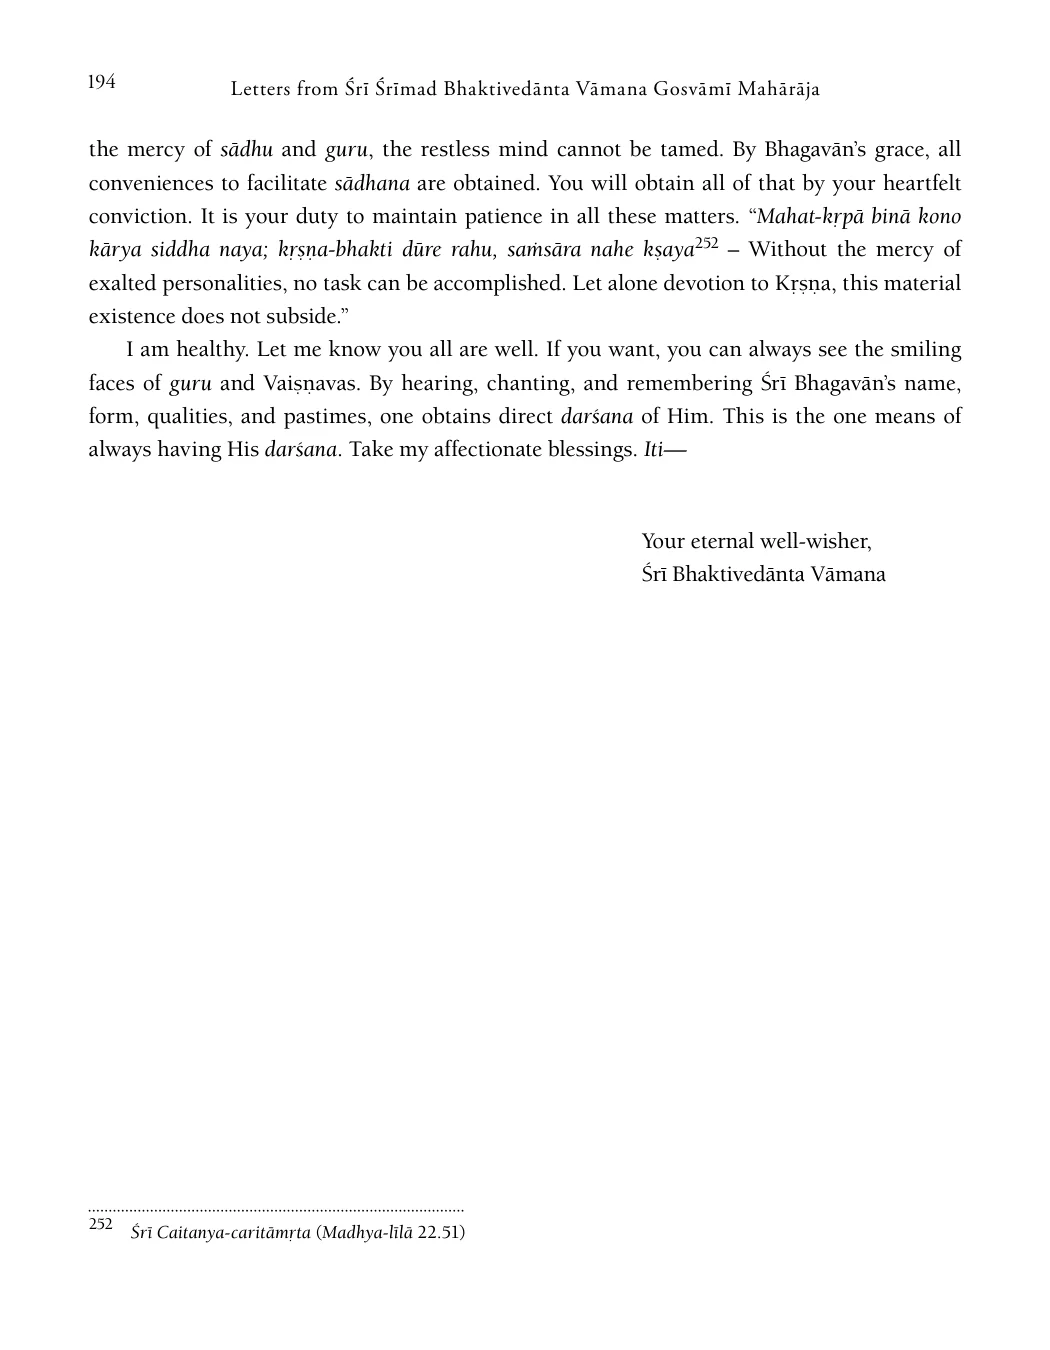 194
Letters from Śrī Śrīmad Bhaktivedānta Vāmana Gosvāmī Mahārāja
the mercy of sādhu and guru, the restless mind cannot be tamed. By Bhagavān’s grace, all
conveniences to facilitate sādhana are obtained. You will obtain all of that by your heartfelt
conviction. It is your duty to maintain patience in all these matters. “Mahat-kṛpā binā kono
kārya siddha naya; kṛṣṇa-bhakti dūre rahu, saṁsāra nahe kṣaya252 – Without the mercy of
exalted personalities, no task can be accomplished. Let alone devotion to Kṛṣṇa, this material
existence does not subside.”
I am healthy. Let me know you all are well. If you want, you can always see the smiling
faces of guru and Vaiṣṇavas. By hearing, chanting, and remembering Śrī Bhagavān’s name,
form, qualities, and pastimes, one obtains direct darśana of Him. This is the one means of
always having His darśana. Take my affectionate blessings. Iti—
Your eternal well-wisher,
Śrī Bhaktivedānta Vāmana
252 Śrī Caitanya-caritāmṛta (Madhya-līlā 22.51)